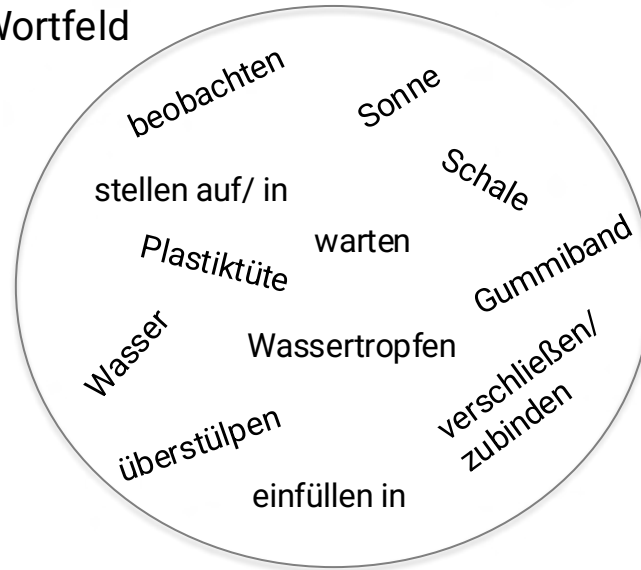 Wortfeld
beobachten
Sonne
Schale
stellen auf/ in
warten
Plastiktüte
Gummiband
Wasser
Wassertropfen
verschließen/
zubinden
überstülpen
einfüllen in